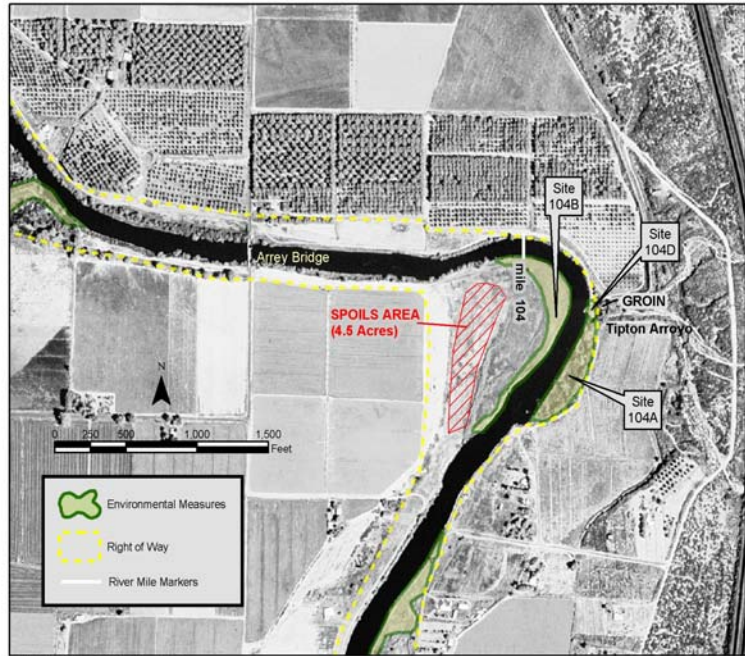 Site
104B
Site
104D
Arrey Bridge
mile 104
GROIN
SPOILS AREA
(4.5 Acres)
Tipton Arroyo
N
Site
104A
0 250 500 1,000 1,500
Feet
Environmental Measures
Right of Way
River Mile Markers